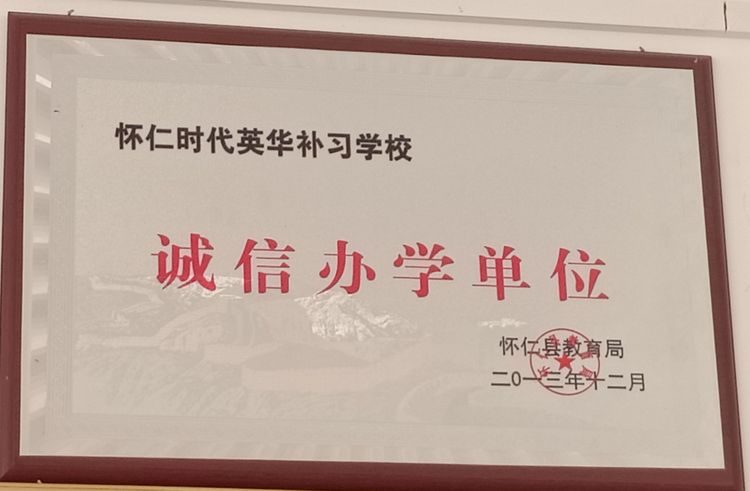 怀仁时代英华补习学校
诚信办学单位
怀仁县教育局
二0一三年十二月